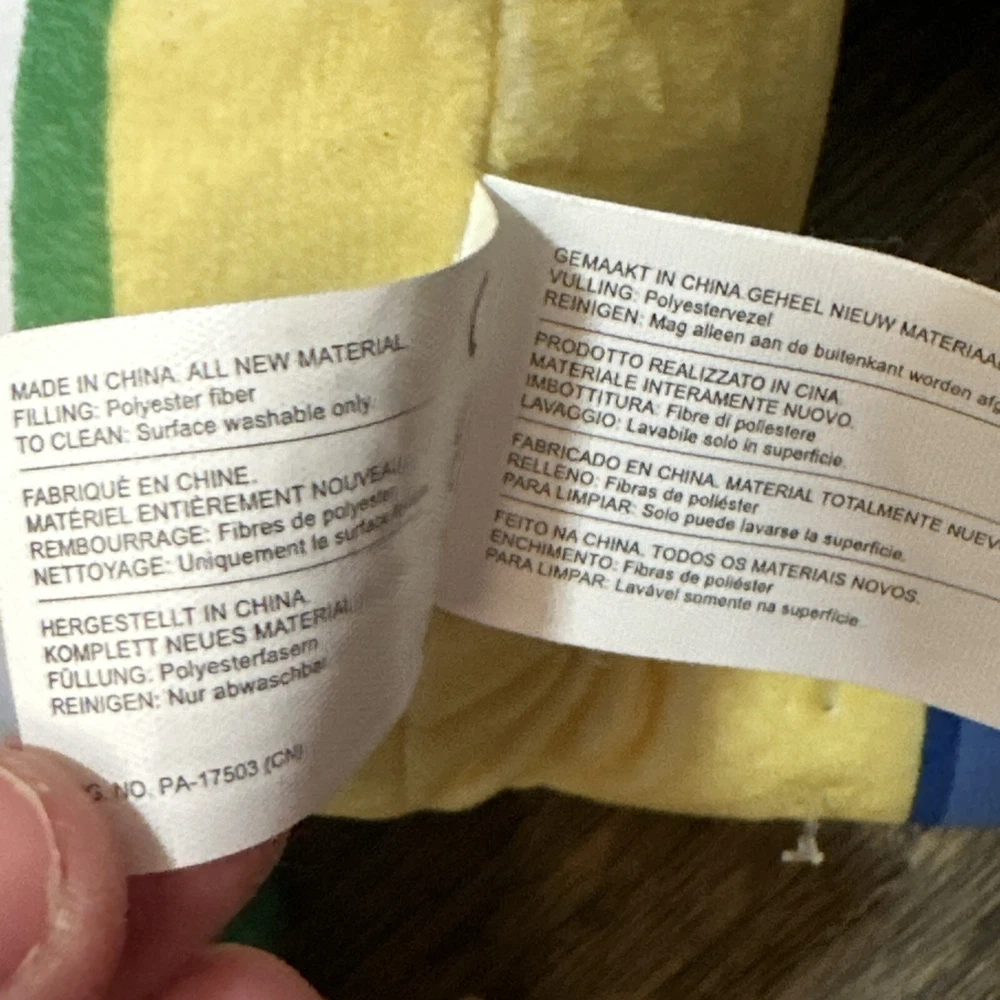 MADE IN CHINA. ALL NEW MATERIAL.
FILLING: Polyester fiber
TO CLEAN: Surface washable only.
FABRIQUÉ EN CHINE.
MATÉRIEL ENTIÈREMENT NOUVEAU
REMBOURRAGE: Fibres de polyester
NETTOYAGE: Uniquement le surface
HERGESTELLT IN CHINA.
KOMPLETT NEUES MATERIAL
FÜLLUNG: Polyesterfasern
REINIGEN: Nur abwaschbar
NO. PA-17503 (CN)
GEMAAKT IN CHINA.GEHEEL NIEUW MATERIAAL
VULLING: Polyestervezel
REINIGEN: Mag alleen aan de buitenkant worden
PRODOTTO REALIZZATO IN CINA.
MATERIALE INTERAMENTE NUOVO.
IMBOTTITURA: Fibre di poliestere
LAVAGGIO: Lavabile solo in superficie.
FABRICADO EN CHINA. MATERIAL TOTALMENTE NUEV
RELLENO: Fibras de poliéster
PARA LIMPIAR: Solo puede lavarse la superficie.
FEITO NA CHINA. TODOS OS MATERIAIS NOVOS.
ENCHIMENTO: Fibras de poliéster
PARA LIMPAR: Lavável somente na superfície